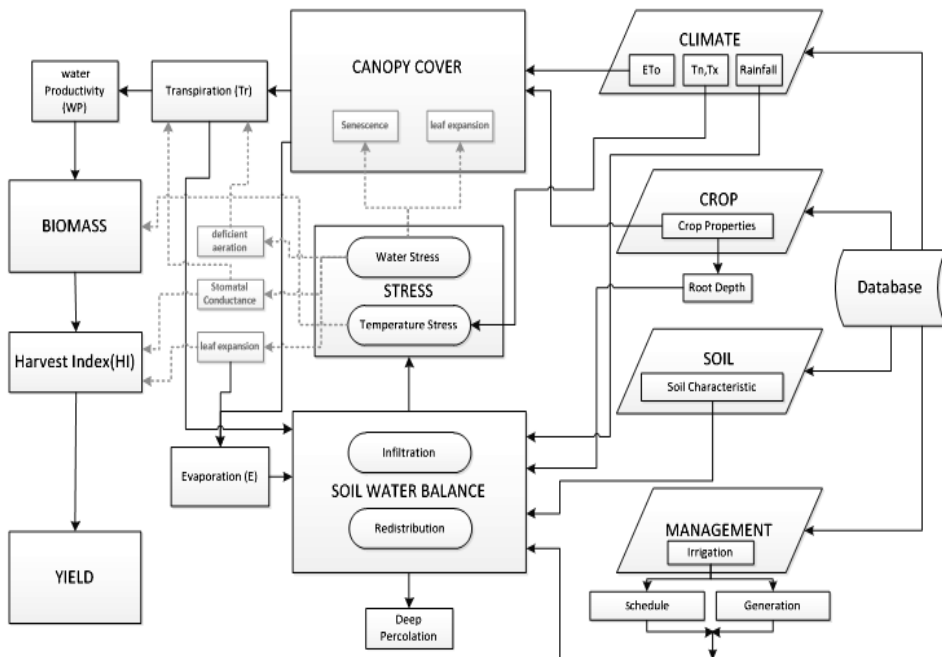 CANOPY COVER
Senescence
leaf expansion
CLIMATE
ETo
Tn,Tx
Rainfall
water
Productivity
(WP)
Transpiration (Tr)
BIOMASS
deficient
aeration
Stomatal
Conductance
leaf expansion
Water Stress
STRESS
Temperature Stress
CROP
Crop Properties
Root Depth
Database
Harvest Index(HI)
SOIL
Soil Characteristic
Evaporation (E)
Infiltration
SOIL WATER BALANCE
Redistribution
MANAGEMENT
Irrigation
Schedule
Generation
YIELD
Deep
Percolation